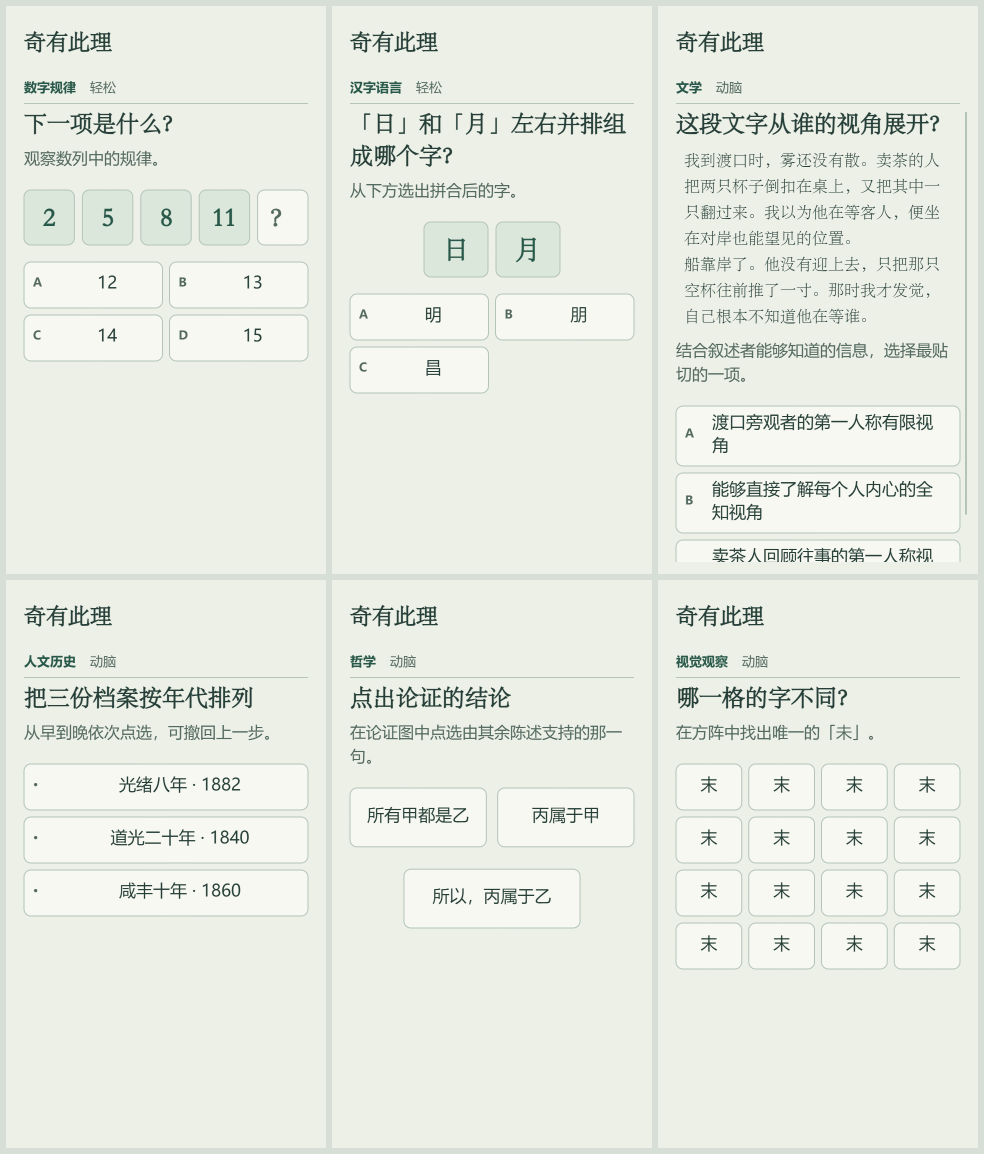 奇有此理
数字规律 轻松
下一项是什么?
观察数列中的规律。
2 5 8 11 ?
A 12 B 13
C 14 D 15
奇有此理
汉字语言 轻松
「日」和「月」左右并排组
成哪个字?
从下方选出拼合后的字。
日 月
A 明 B 朋
C 昌
奇有此理
文学 动脑
这段文字从谁的视角展开?
我到渡口时，雾还没有散。卖茶的人
把两只杯子倒扣在桌上，又把其中一
只翻过来。我以为他在等客人，便坐
在对岸也能望见的位置。
船靠岸了。他没有迎上去，只把那只
空杯往前推了一寸。那时我才发觉，
自己根本不知道他在等谁。
结合叙述者能够知道的信息，选择最贴
切的一项。
A 渡口旁观者的第一人称有限视
角
B 能够直接了解每个人内心的全
知视角
卖茶人回顾往事的第一人称视
奇有此理
人文历史 动脑
把三份档案按年代排列
从早到晚依次点选，可撤回上一步。
· 光绪八年 · 1882
· 道光二十年 · 1840
· 咸丰十年 · 1860
奇有此理
哲学 动脑
点出论证的结论
在论证图中点选由其余陈述支持的那一
句。
所有甲都是乙 丙属于甲
所以，丙属于乙
奇有此理
视觉观察 动脑
哪一格的字不同?
在方阵中找出唯一的「未」。
末 末 末 末
末 末 末 末
末 末 末 末
末 末 末 末